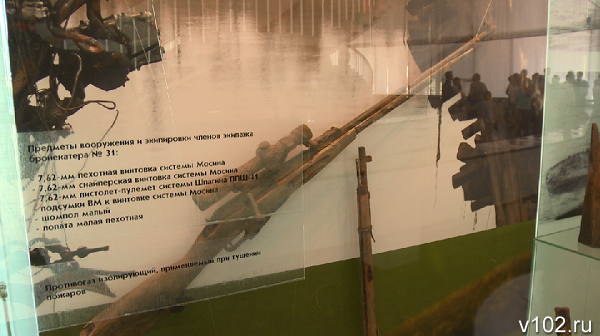 Предметы вооружения и экипировки членов экипажа
бронекатера № 31:
- 7,62-мм пехотная винтовка системы Мосина
- 7,62-мм снайперская винтовка системы Мосина
- 7,62-мм пистолет-пулемет системы Шпагина ППШ-41
- подсумки ВМ к винтовке системы Мосина
- шомпол малый
- лопата малая пехотная
Противогаз изолирующий, применяемый при тушении
пожаров
v102.ru